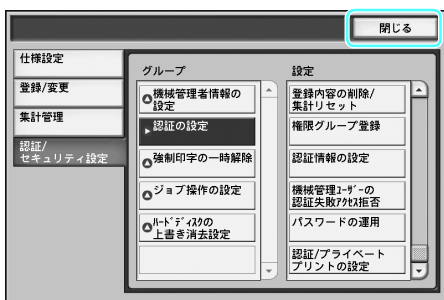 閉じる
仕様設定
登録/変更
集計管理
認証/
セキュリティ設定
グループ
機械管理者情報の
設定
認証の設定
強制印字の一時解除
ジョブ操作の設定
ハードディスクの
上書き消去設定
設定
登録内容の削除/
集計リセット
権限グループ登録
認証情報の設定
機械管理ユーザーの
認証失敗アクセス拒否
パスワードの運用
認証/プライベート
プリントの設定